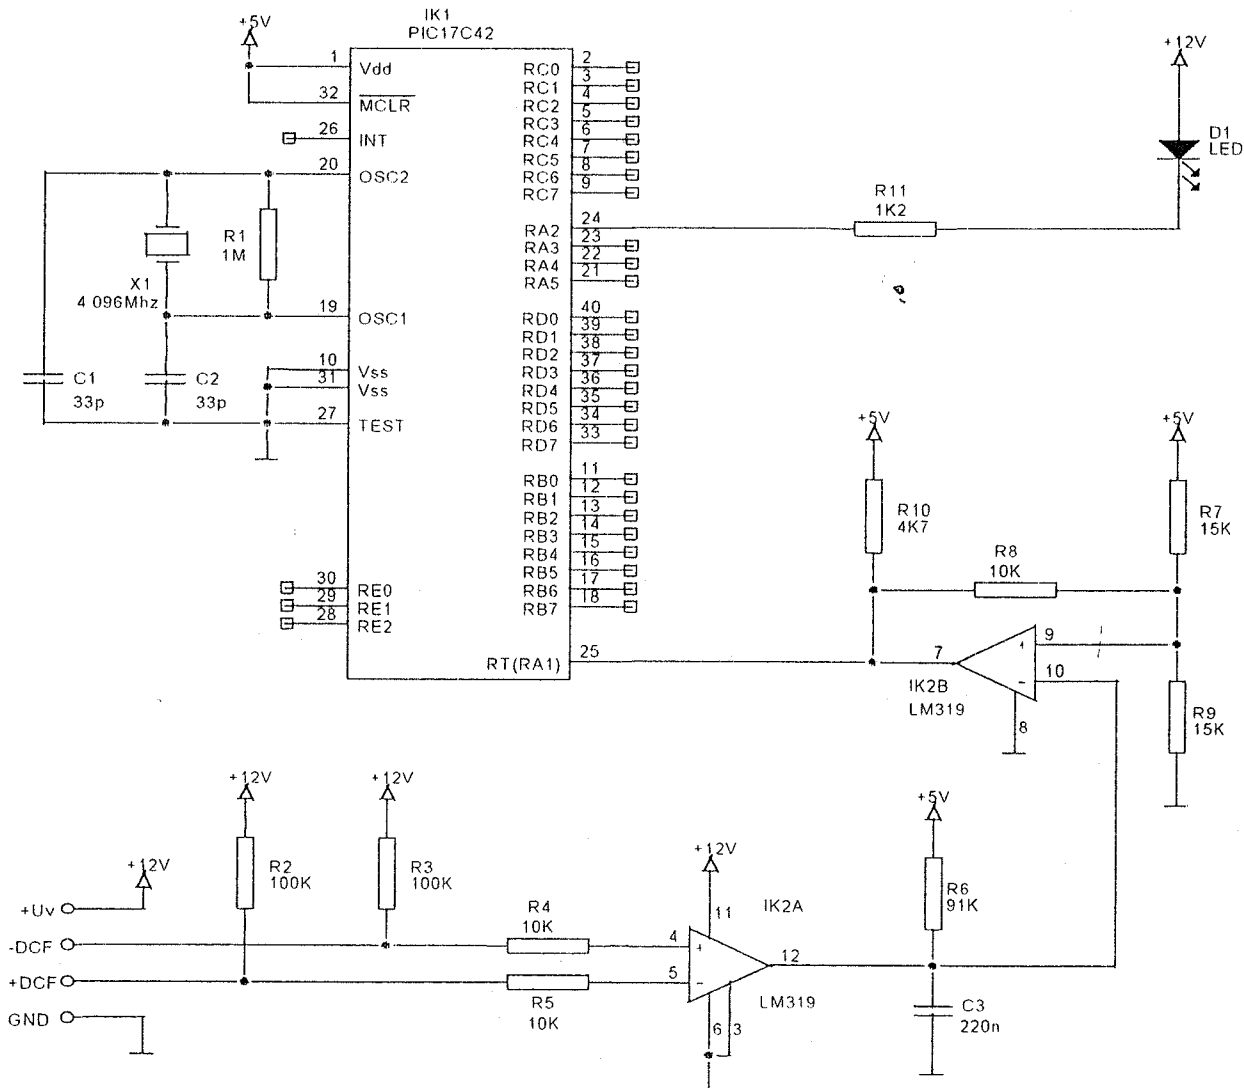 IK1
PIC17C42
+5V
+12V
1
Vdd
32
MCLR
26
INT
20
OSC2
19
OSC1
10
Vss
31
Vss
27
TEST
30
RE0
29
RE1
28
RE2
RC0
2
RC1
3
RC2
4
RC3
5
RC4
6
RC5
7
RC6
8
RC7
9
RA2
24
RA3
23
RA4
22
RA5
21
RD0
40
RD1
39
RD2
38
RD3
37
RD4
36
RD5
35
RD6
34
RD7
33
RB0
11
RB1
12
RB2
13
RB3
14
RB4
15
RB5
16
RB6
17
RB7
18
RT(RA1)
25
R1
1M
X1
4 096Mhz
C1
33p
C2
33p
D1
LED
R11
1K2
+5V
+5V
R10
4K7
R7
15K
R8
10K
7
+
9
-
10
IK2B
LM319
8
R9
15K
+12V
+12V
+5V
R2
100K
R3
100K
+12V
+12V
R6
91K
+Uv
-DCF
+DCF
GND
R4
10K
R5
10K
11
IK2A
4
+
5
-
12
LM319
6
3
C3
220n